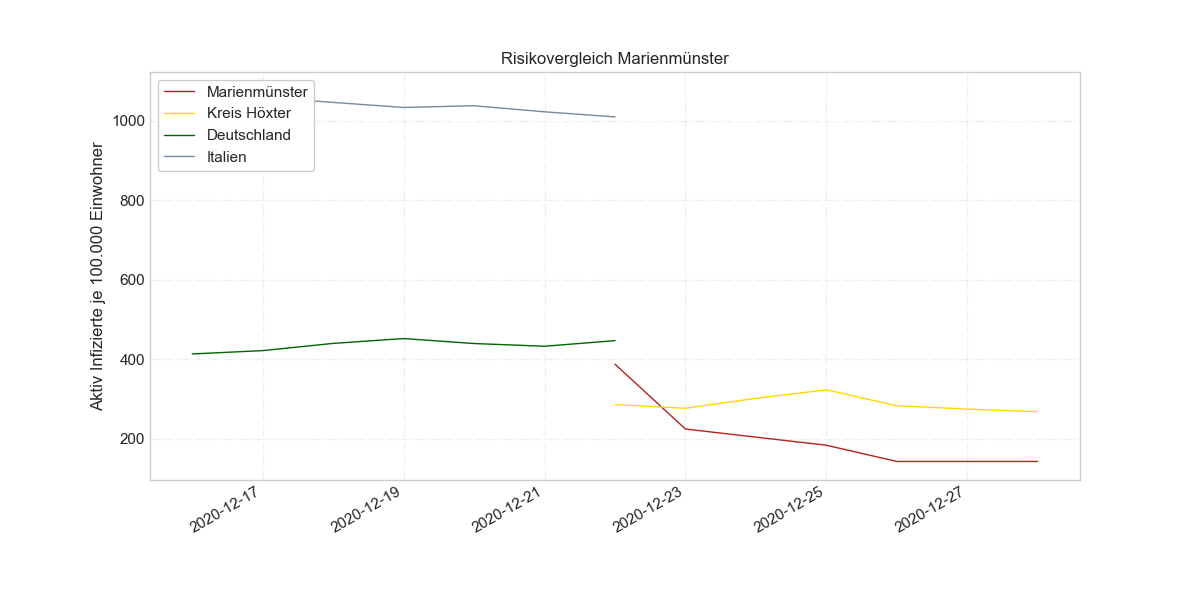 Risikovergleich Marienmünster
Marienmünster
Kreis Höxter
Deutschland
Italien
Aktiv Infizierte je 100.000 Einwohner
1000
800
600
400
200
2020-12-17
2020-12-19
2020-12-21
2020-12-23
2020-12-25
2020-12-27